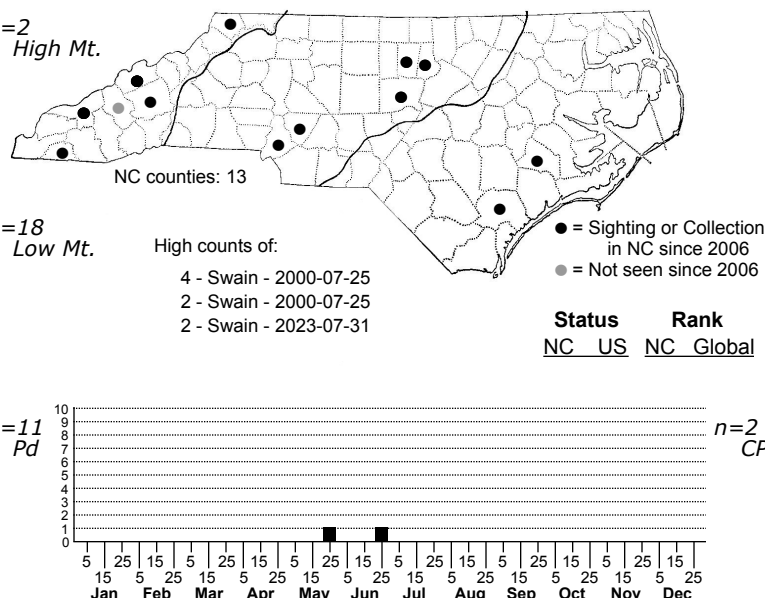 =2
High Mt.
NC counties: 13
=18
Low Mt.
High counts of:
4 - Swain - 2000-07-25
2 - Swain - 2000-07-25
2 - Swain - 2023-07-31
● = Sighting or Collection
in NC since 2006
● = Not seen since 2006
Status Rank
NC US NC Global
=11
Pd
n=2
CP
10
9
8
7
6
5
4
3
2
1
0
5 25 15 5 25 15 5 25 15 5 25 15 5 25 15 5 25 15
15 5 25 15 5 25 15 5 25 15 5 25 15 5 25 15 5 25
Jan Feb Mar Apr May Jun Jul Aug Sep Oct Nov Dec